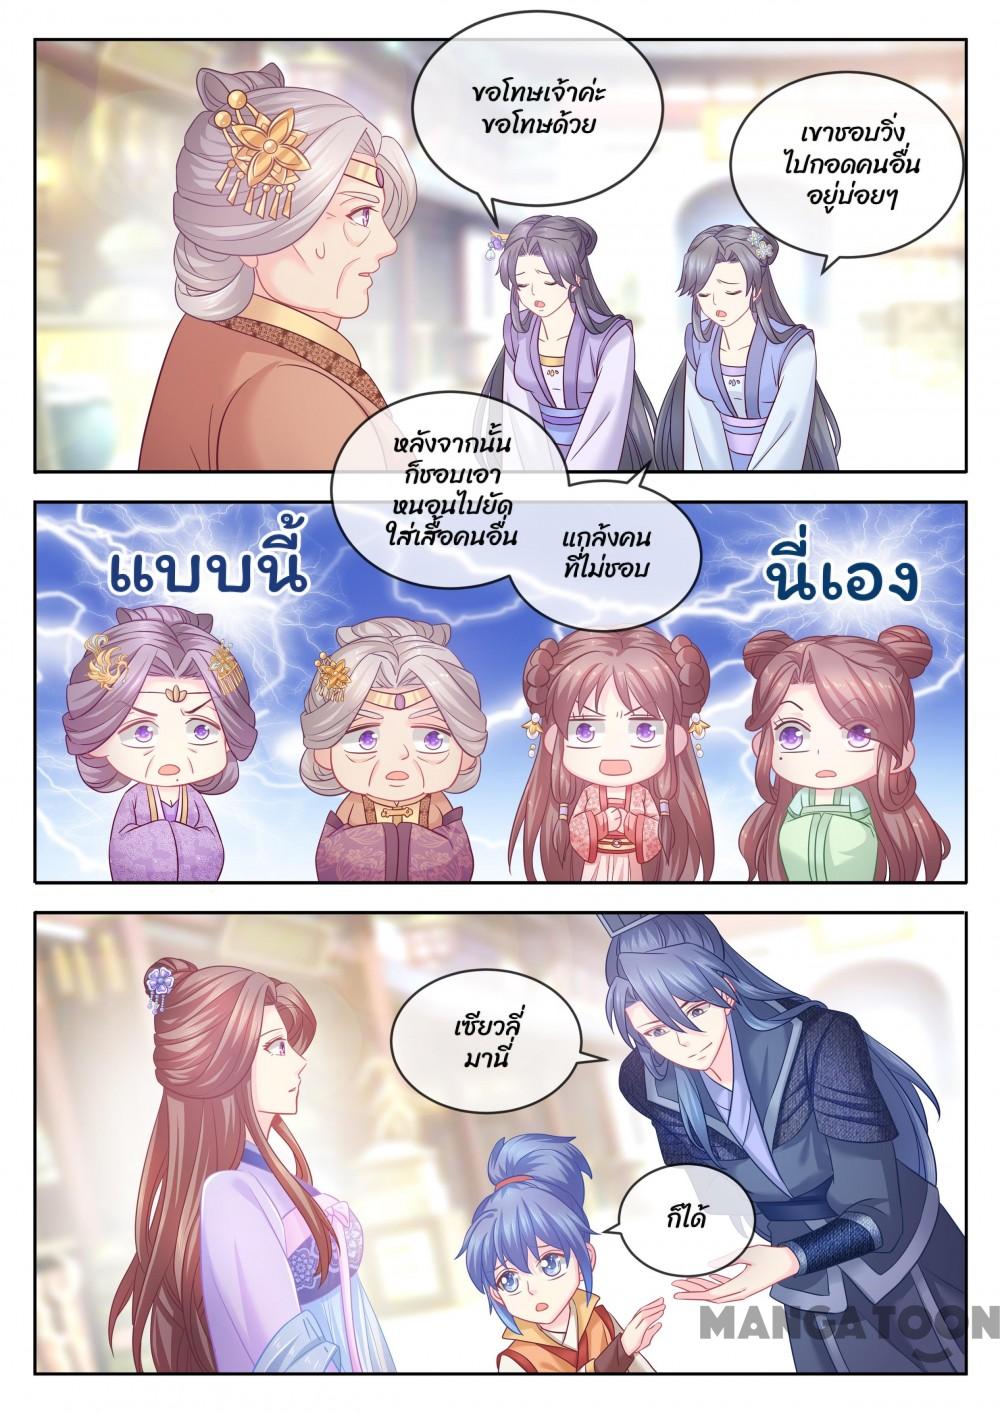 ขอโทษเจ้าค่ะ
ขอโทษด้วย
เขาชอบวิ่ง
ไปกอดคนอื่น
อยู่บ่อยๆ
หลังจากนั้น
ก็ชอบเอา
หนอนไปยัด
ใส่เสื้อคนอื่น
แกล้งคน
ที่ไม่ชอบ
แบบนี้
นี่เอง
เซียวลี่
มานี่
ก็ได้
MANGATOON